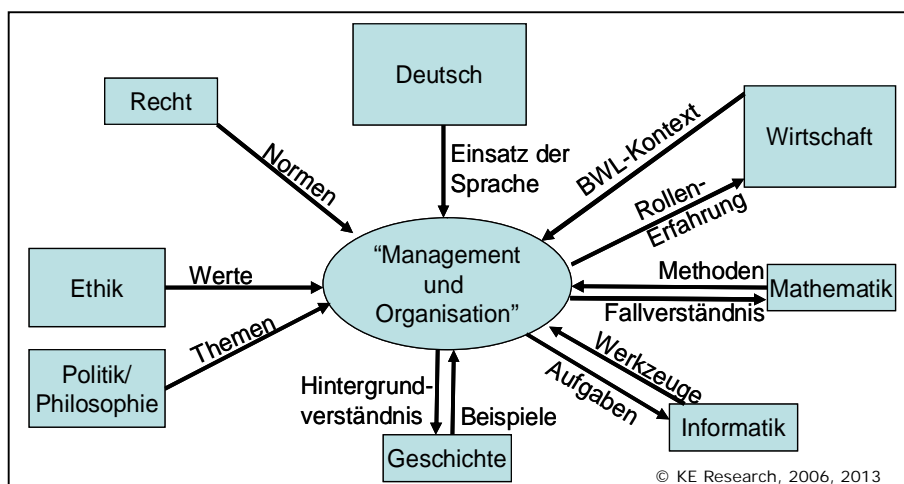 Deutsch
Recht
Wirtschaft
Normen
Einsatz der
Sprache
BWL-Kontext
Rollen-
Erfahrung
“Management
und
Organisation”
Ethik
Werte
Methoden
Mathematik
Fallverständnis
Themen
Politik/
Philosophie
Werkzeuge
Aufgaben
Hintergrund-
verständnis
Beispiele
Informatik
Geschichte
© KE Research, 2006, 2013